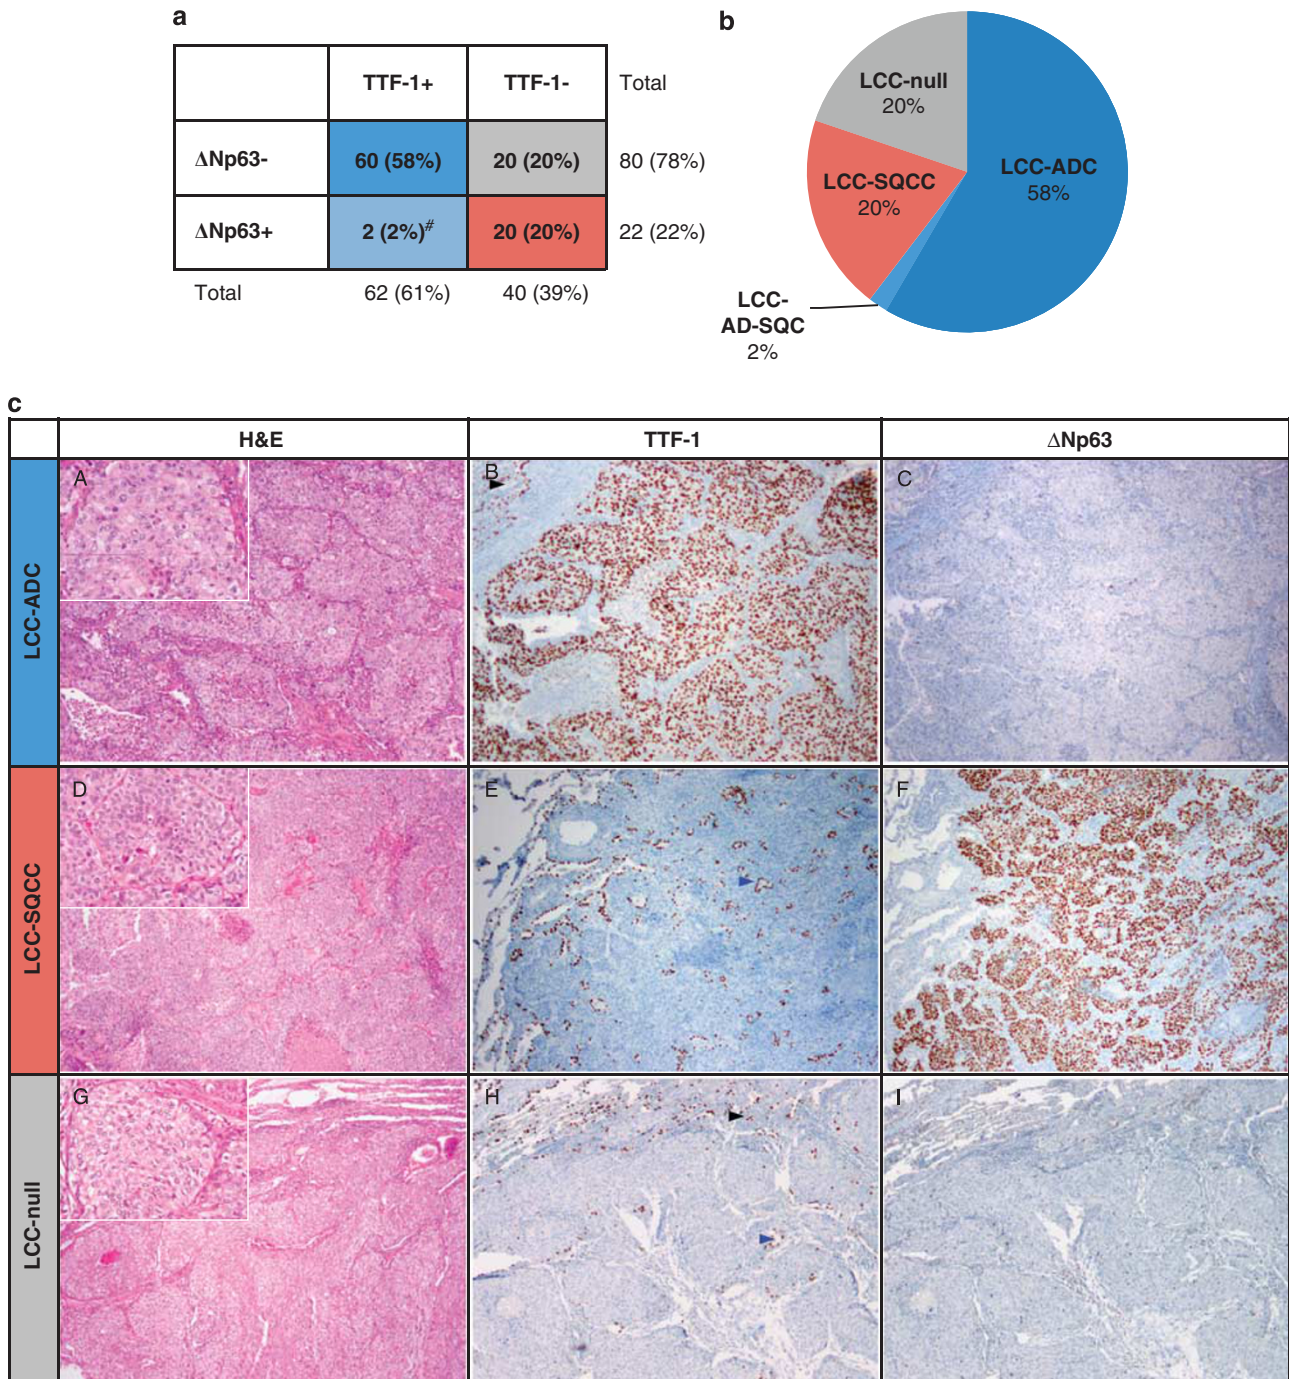 a
TTF-1+ TTF-1- Total
ΔNp63- 60 (58%) 20 (20%) 80 (78%)
ΔNp63+ 2 (2%)# 20 (20%) 22 (22%)
Total 62 (61%) 40 (39%)
b
LCC-null
20%
LCC-ADC
58%
LCC-SQCC
20%
LCC-
AD-SQC
2%
c
H&E TTF-1 ΔNp63
LCC-ADC
A B C
LCC-SQCC
D E F
LCC-null
G H I